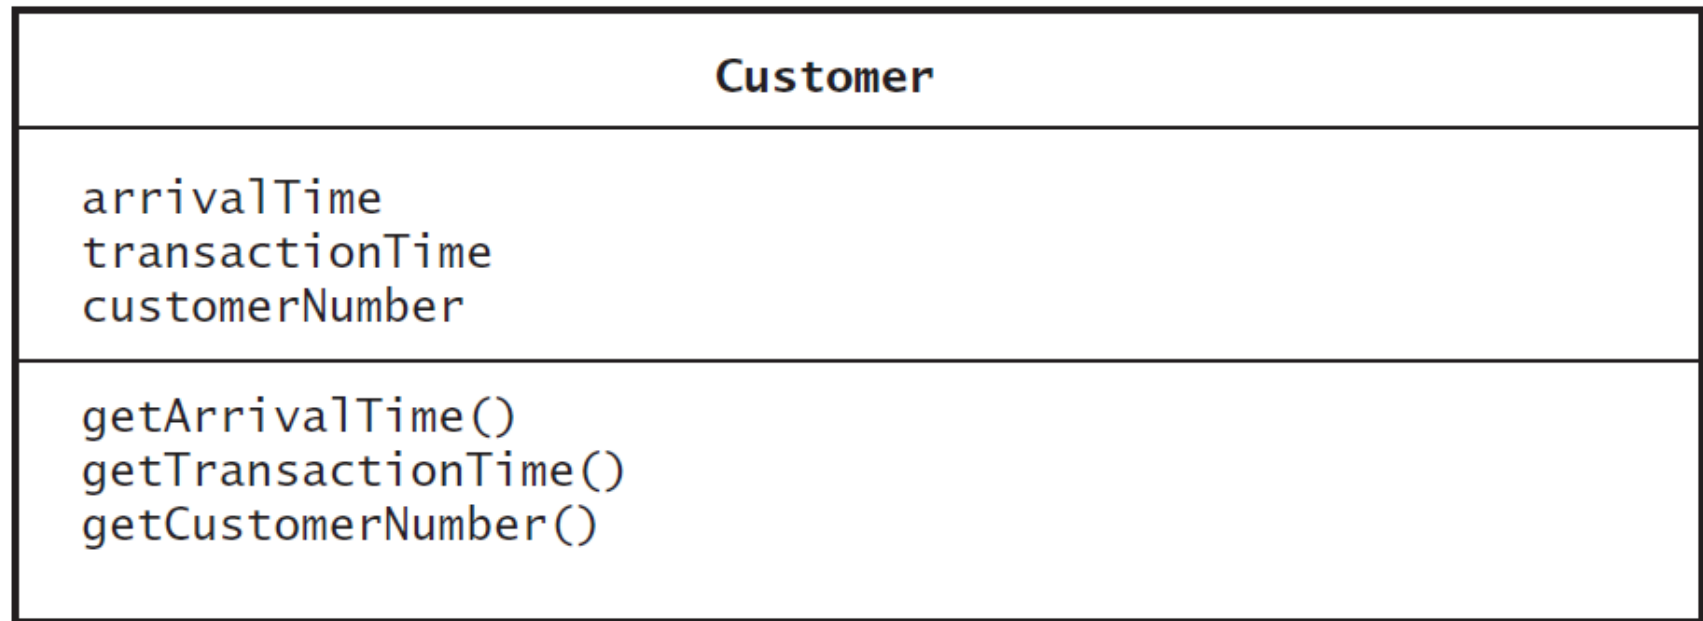 Customer
arrivalTime
transactionTime
customerNumber
getArrivalTime()
getTransactionTime()
getCustomerNumber()